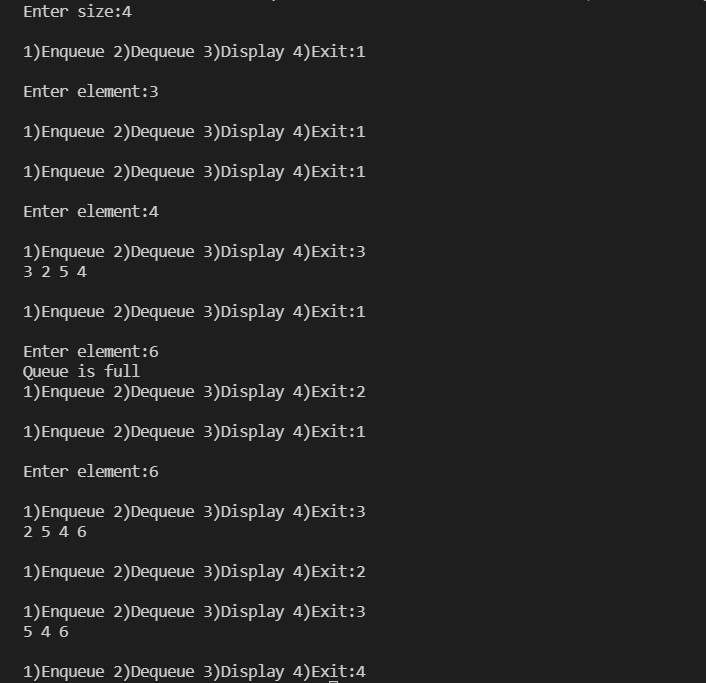 Enter size:4
1)Enqueue 2)Dequeue 3)Display 4)Exit:1
Enter element:3
1)Enqueue 2)Dequeue 3)Display 4)Exit:1
1)Enqueue 2)Dequeue 3)Display 4)Exit:1
Enter element:4
1)Enqueue 2)Dequeue 3)Display 4)Exit:3
3 2 5 4
1)Enqueue 2)Dequeue 3)Display 4)Exit:1
Enter element:6
Queue is full
1)Enqueue 2)Dequeue 3)Display 4)Exit:2
1)Enqueue 2)Dequeue 3)Display 4)Exit:1
Enter element:6
1)Enqueue 2)Dequeue 3)Display 4)Exit:3
2 5 4 6
1)Enqueue 2)Dequeue 3)Display 4)Exit:2
1)Enqueue 2)Dequeue 3)Display 4)Exit:3
5 4 6
1)Enqueue 2)Dequeue 3)Display 4)Exit:4